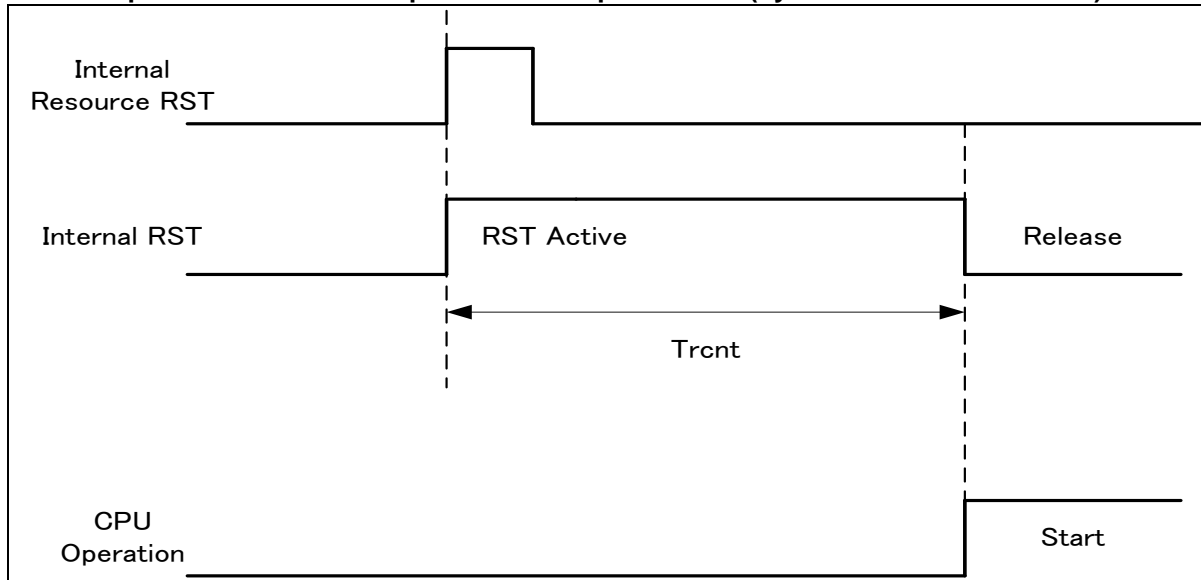 Internal
Resource RST
Internal RST
RST Active
Release
Trcnt
CPU
Operation
Start